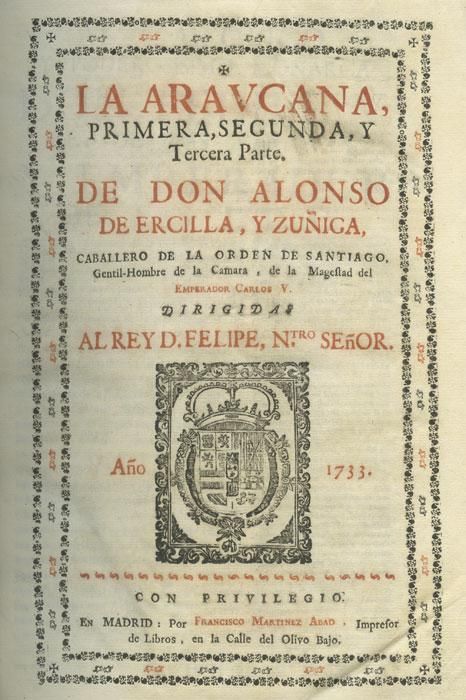 LA ARAVCANA,
PRIMERA, SEGUNDA, Y
Tercera Parte.
DE DON ALONSO
DE ERCILLA, Y ZUÑIGA,
CABALLERO DE LA ORDEN DE SANTIAGO,
Gentil-Hombre de la Camara, de la Magestad del
EMPERADOR CARLOS V.
DIRIGIDAS
AL REY D. FELIPE, N.TRO SEÑOR.
Año 1733.
CON PRIVILEGIO:
EN MADRID: Por FRANCISCO MARTINEZ ABAD, Impresor
de Libros, en la Calle del Olivo Bajo.